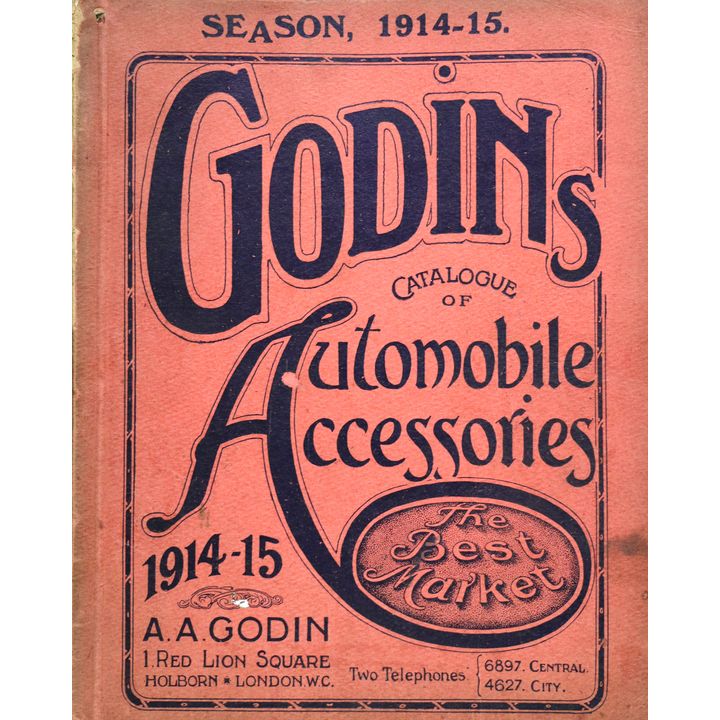 SEASON, 1914-15.
GODINS
CATALOGUE
OF
Automobile
Accessories
The
Best
Market
1914-15
A.A.GODIN
1.RED LION SQUARE
HOLBORN * LONDON.W.C.
Two Telephones
6897. CENTRAL.
4627. CITY.